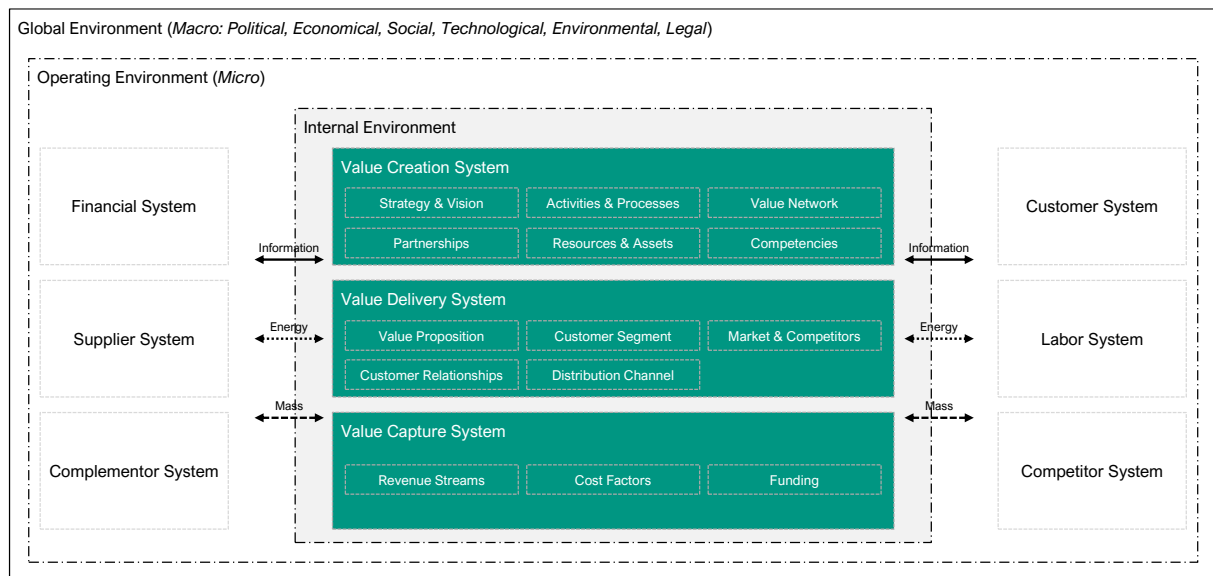 Global Environment (Macro: Political, Economical, Social, Technological, Environmental, Legal)
Operating Environment (Micro)
Internal Environment
Financial System
Supplier System
Complementor System
Information
Energy
Mass
Value Creation System
Strategy & Vision
Activities & Processes
Value Network
Partnerships
Resources & Assets
Competencies
Value Delivery System
Value Proposition
Customer Segment
Market & Competitors
Customer Relationships
Distribution Channel
Value Capture System
Revenue Streams
Cost Factors
Funding
Information
Energy
Mass
Customer System
Labor System
Competitor System